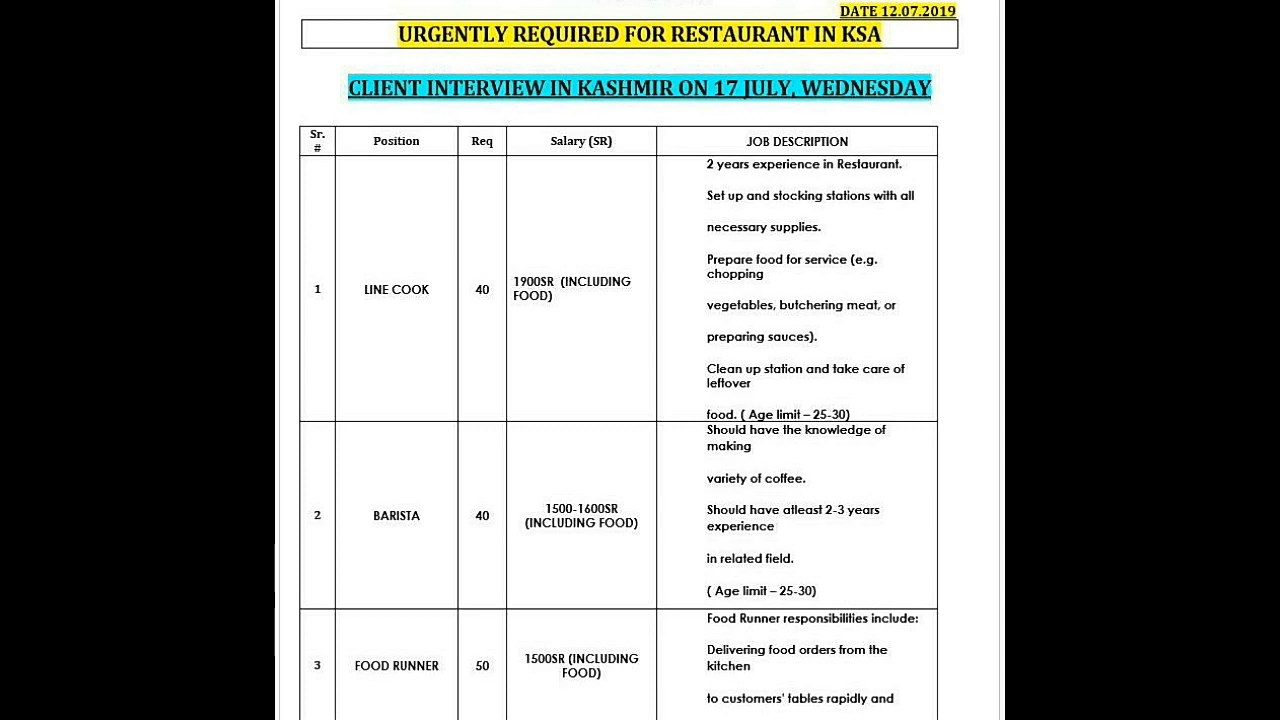 DATE 12.07.2019
URGENTLY REQUIRED FOR RESTAURANT IN KSA
CLIENT INTERVIEW IN KASHMIR ON 17 JULY, WEDNESDAY
Sr. # Position Req Salary (SR) JOB DESCRIPTION
1 LINE COOK 40
1900SR (INCLUDING
FOOD)
2 years experience in Restaurant.
Set up and stocking stations with all
necessary supplies.
Prepare food for service (e.g.
chopping
vegetables, butchering meat, or
preparing sauces).
Clean up station and take care of
leftover
food. ( Age limit – 25-30)
2 BARISTA 40
1500-1600SR
(INCLUDING FOOD)
Should have the knowledge of
making
variety of coffee.
Should have atleast 2-3 years
experience
in related field.
( Age limit – 25-30)
3 FOOD RUNNER 50
1500SR (INCLUDING
FOOD)
Food Runner responsibilities include:
Delivering food orders from the
kitchen
to customers' tables rapidly and